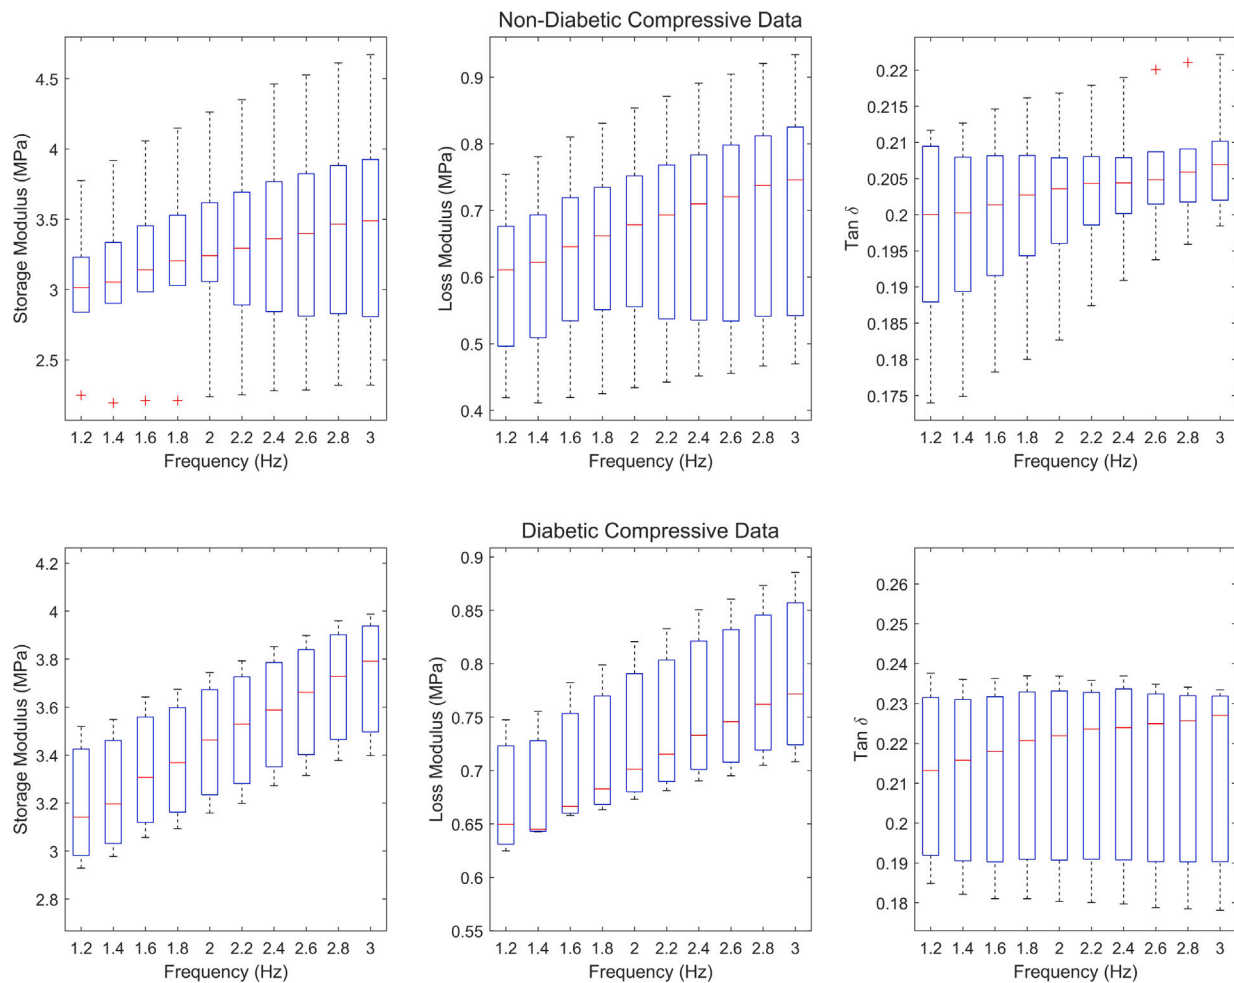 Non-Diabetic Compressive Data
Storage Modulus (MPa)
4.5
4
3.5
3
2.5
1.2 1.4 1.6 1.8 2 2.2 2.4 2.6 2.8 3
Frequency (Hz)
Loss Modulus (MPa)
0.9
0.8
0.7
0.6
0.5
0.4
1.2 1.4 1.6 1.8 2 2.2 2.4 2.6 2.8 3
Frequency (Hz)
Tan δ
0.22
0.215
0.21
0.205
0.2
0.195
0.19
0.185
0.18
0.175
1.2 1.4 1.6 1.8 2 2.2 2.4 2.6 2.8 3
Frequency (Hz)
Diabetic Compressive Data
Storage Modulus (MPa)
4.2
4
3.8
3.6
3.4
3.2
3
2.8
1.2 1.4 1.6 1.8 2 2.2 2.4 2.6 2.8 3
Frequency (Hz)
Loss Modulus (MPa)
0.9
0.85
0.8
0.75
0.7
0.65
0.6
0.55
1.2 1.4 1.6 1.8 2 2.2 2.4 2.6 2.8 3
Frequency (Hz)
Tan δ
0.26
0.25
0.24
0.23
0.22
0.21
0.2
0.19
0.18
1.2 1.4 1.6 1.8 2 2.2 2.4 2.6 2.8 3
Frequency (Hz)